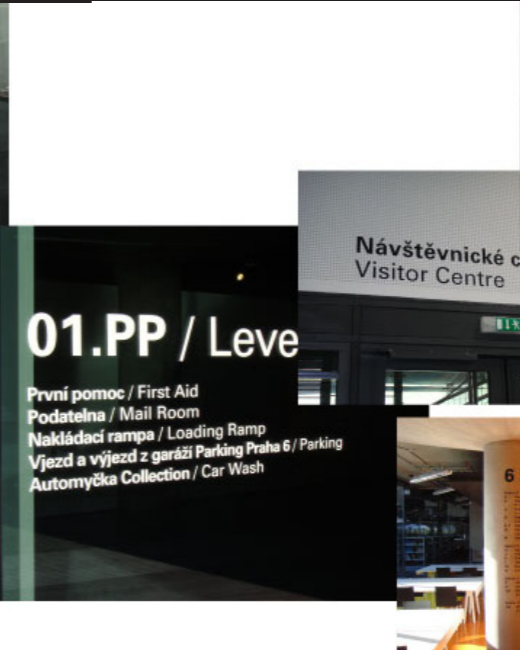 Návštěvnické c
Visitor Centre
01.PP / Leve
První pomoc / First Aid
Podatelna / Mail Room
Nakládací rampa / Loading Ramp
Vjezd a výjezd z garáží Parking Praha 6 / Parking
Automyčka Collection / Car Wash
6